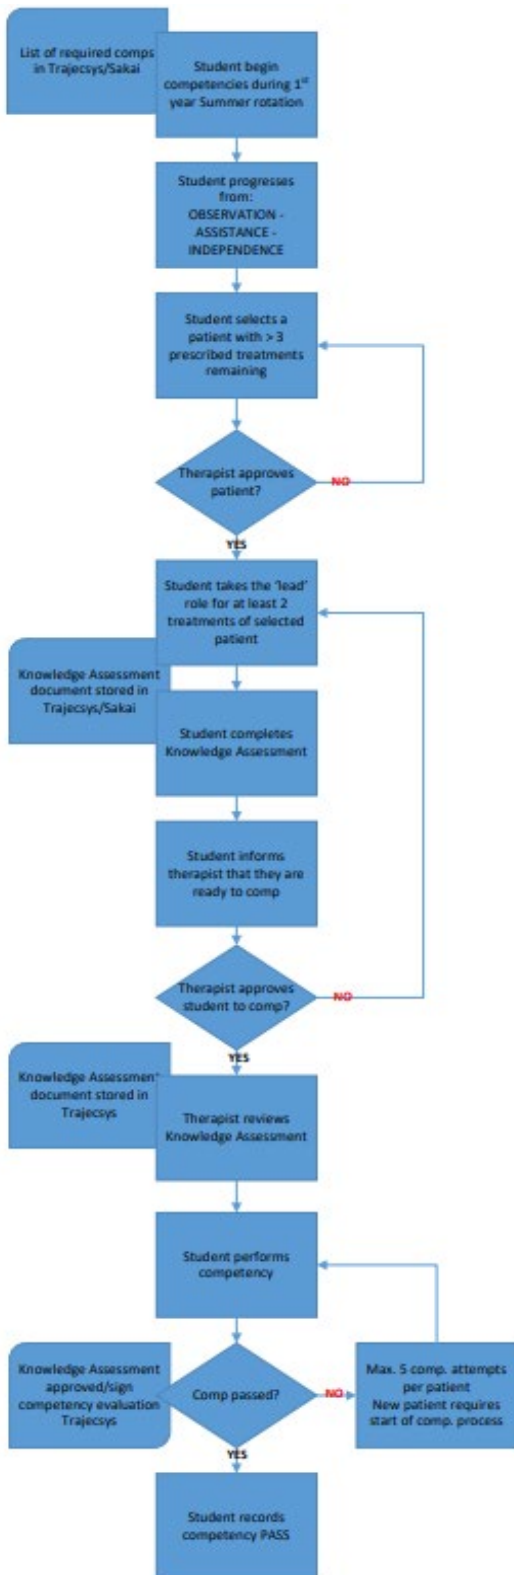 List of required comps
in Trajecsys/Sakai
Student begin
competencies during 1st
year Summer rotation
Student progresses
from:
OBSERVATION -
ASSISTANCE -
INDEPENDENCE
Student selects a
patient with > 3
prescribed treatments
remaining
Therapist approves
patient?
NO
YES
Student takes the 'lead'
role for at least 2
treatments of selected
patient
Knowledge Assessment
document stored in
Trajecsys/Sakai
Student completes
Knowledge Assessment
Student informs
therapist that they are
ready to comp
Therapist approves
student to comp?
NO
YES
Knowledge Assessment
document stored in
Trajecsys
Therapist reviews
Knowledge Assessment
Student performs
competency
Knowledge Assessment
approved/sign
competency evaluation
Trajecsys
Comp passed?
NO
Max. 5 comp. attempts
per patient
New patient requires
start of comp. process
YES
Student records
competency PASS